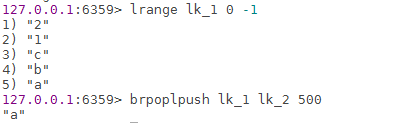 127.0.0.1:6359> lrange lk_1 0 -1
1) "2"
2) "1"
3) "c"
4) "b"
5) "a"
127.0.0.1:6359> brpoplpush lk_1 lk_2 500
"a"